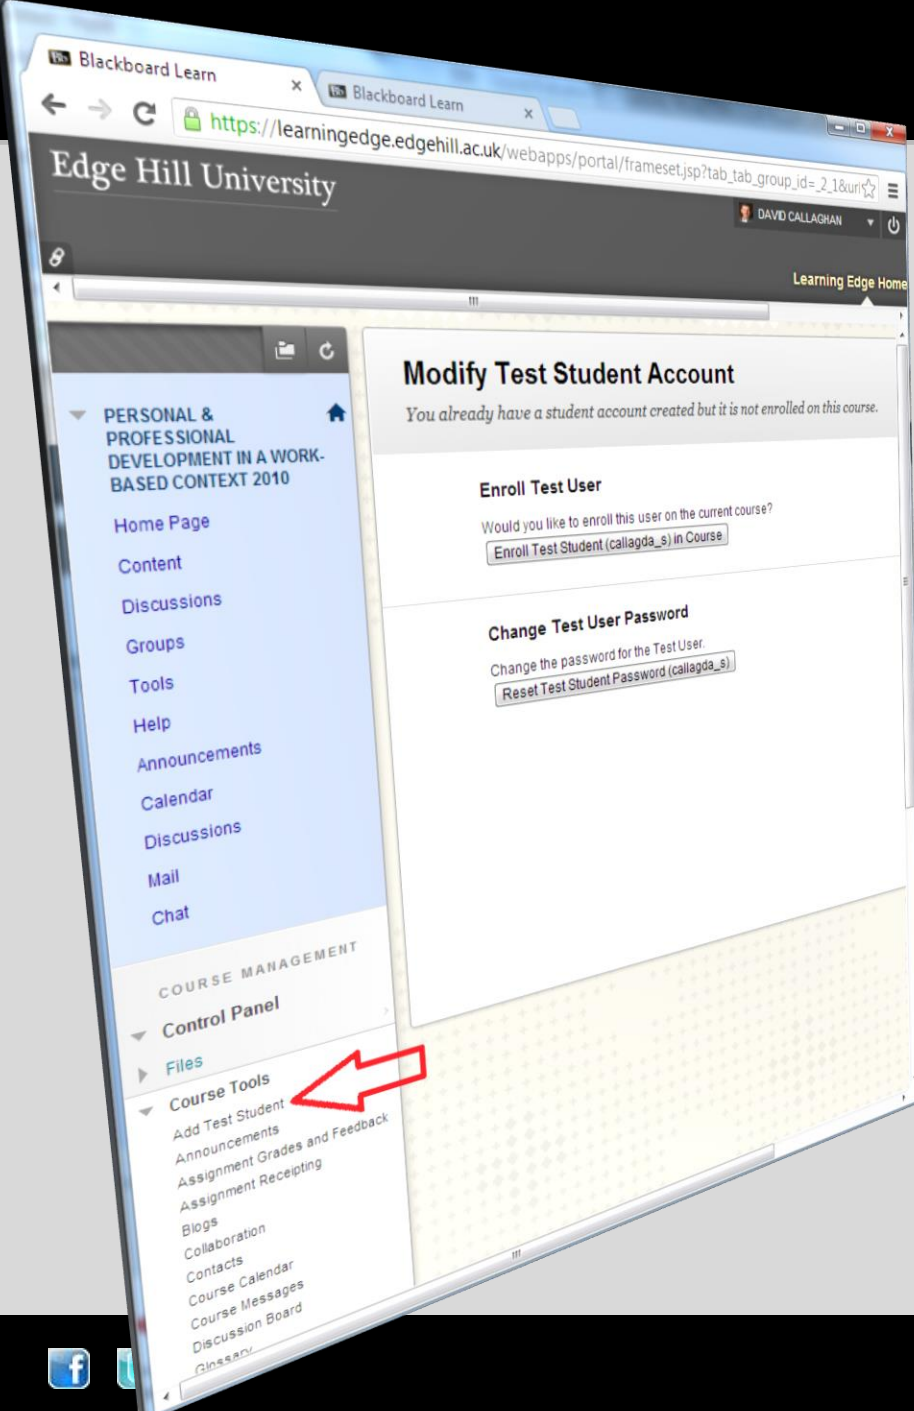 Blackboard Learn
Blackboard Learn
https://learningedge.edgehill.ac.uk/webapps/portal/frameset.jsp?tab_tab_group_id=_2_1&url
Edge Hill University
DAVID CALLAGHAN
Learning Edge Home
PERSONAL &
PROFESSIONAL
DEVELOPMENT IN A WORK-
BASED CONTEXT 2010
Home Page
Content
Discussions
Groups
Tools
Help
Announcements
Calendar
Discussions
Mail
Chat
COURSE MANAGEMENT
Control Panel
Files
Course Tools
Add Test Student
Announcements
Assignment Grades and Feedback
Assignment Receipting
Blogs
Collaboration
Contacts
Course Calendar
Course Messages
Discussion Board
Glossary
Modify Test Student Account
You already have a student account created but it is not enrolled on this course.
Enroll Test User
Would you like to enroll this user on the current course?
Enroll Test Student (callagda_s) in Course
Change Test User Password
Change the password for the Test User.
Reset Test Student Password (callagda_s)
f